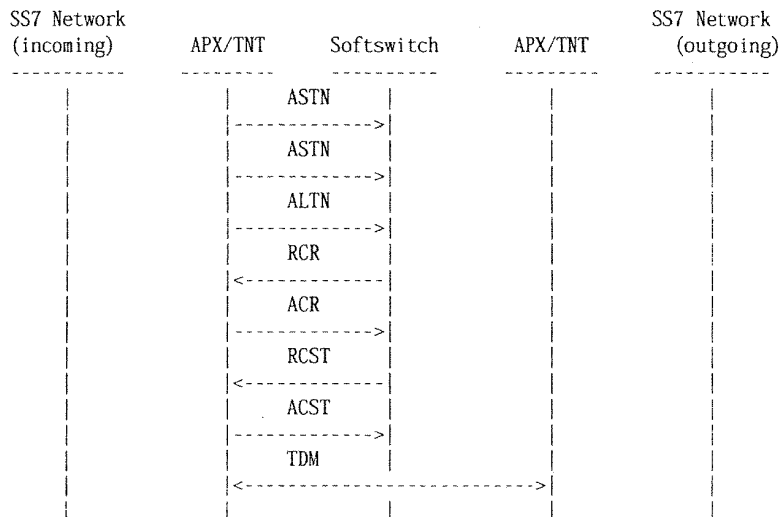 SS7 Network SS7 Network
(incoming) APX/TNT Softswitch APX/TNT (outgoing)
ASTN
ASTN
ALTN
RCR
ACR
RCST
ACST
TDM